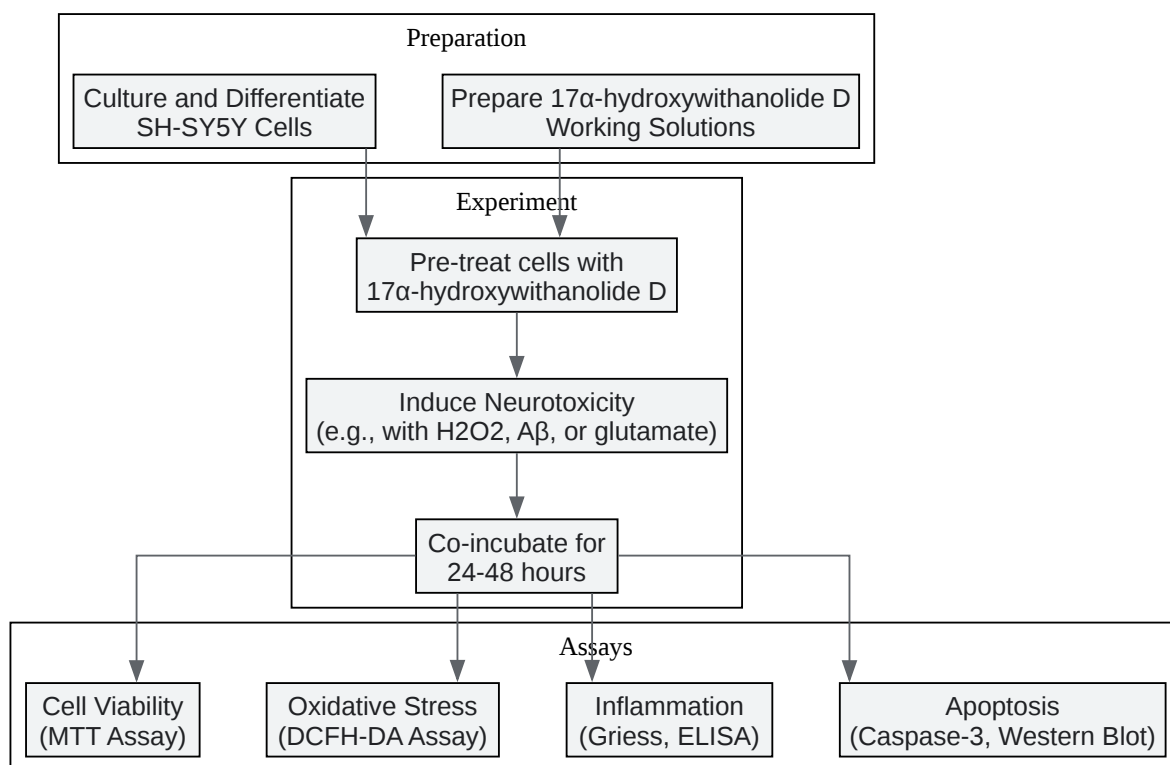 Preparation
Culture and Differentiate
SH-SY5Y Cells
Prepare 17α-hydroxywithanolide D
Working Solutions
Experiment
Pre-treat cells with
17α-hydroxywithanolide D
Induce Neurotoxicity
(e.g., with H2O2, Aβ, or glutamate)
Co-incubate for
24-48 hours
Assays
Cell Viability
(MTT Assay)
Oxidative Stress
(DCFH-DA Assay)
Inflammation
(Griess, ELISA)
Apoptosis
(Caspase-3, Western Blot)